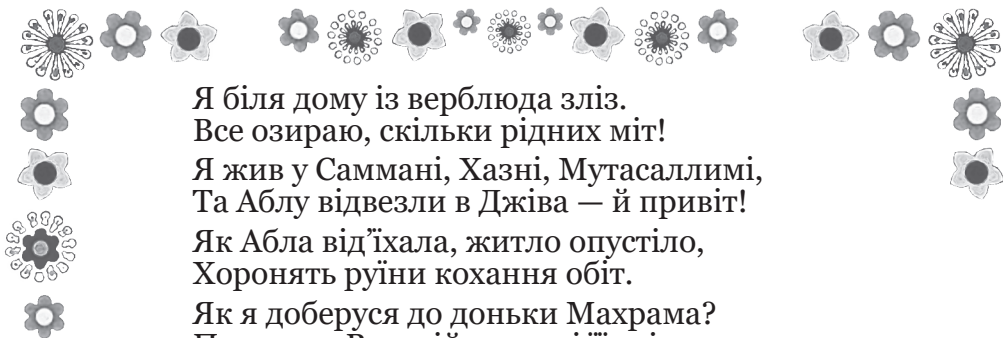 Я біля дому із верблюда зліз.
Все озираю, скільки рідних міт!
Я жив у Саммані, Хазні, Мутасаллимі,
Та Аблу відвезли в Джіва — й привіт!
Як Абла від’їхала, житло опустіло,
Хоронять руїни кохання обіт.
Як я доберуся до доньки Махрама?